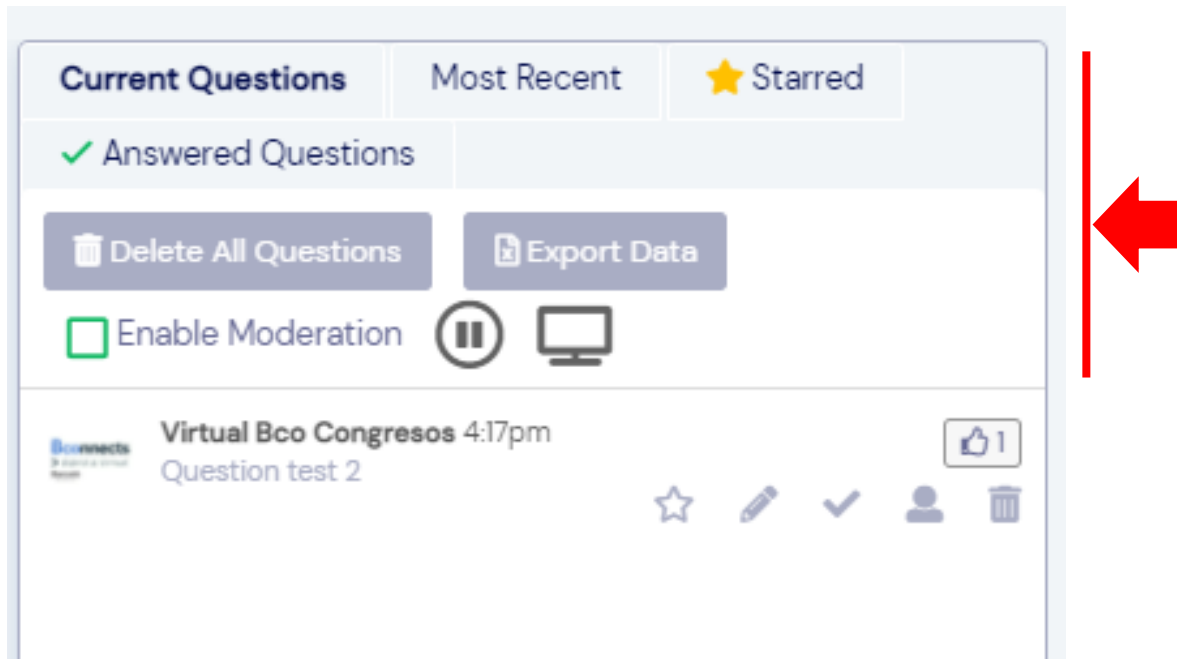 Current Questions Most Recent Starred
Answered Questions
Delete All Questions Export Data
Enable Moderation
Virtual Bco Congresos 4:17pm 1
Question test 2
Bconnects